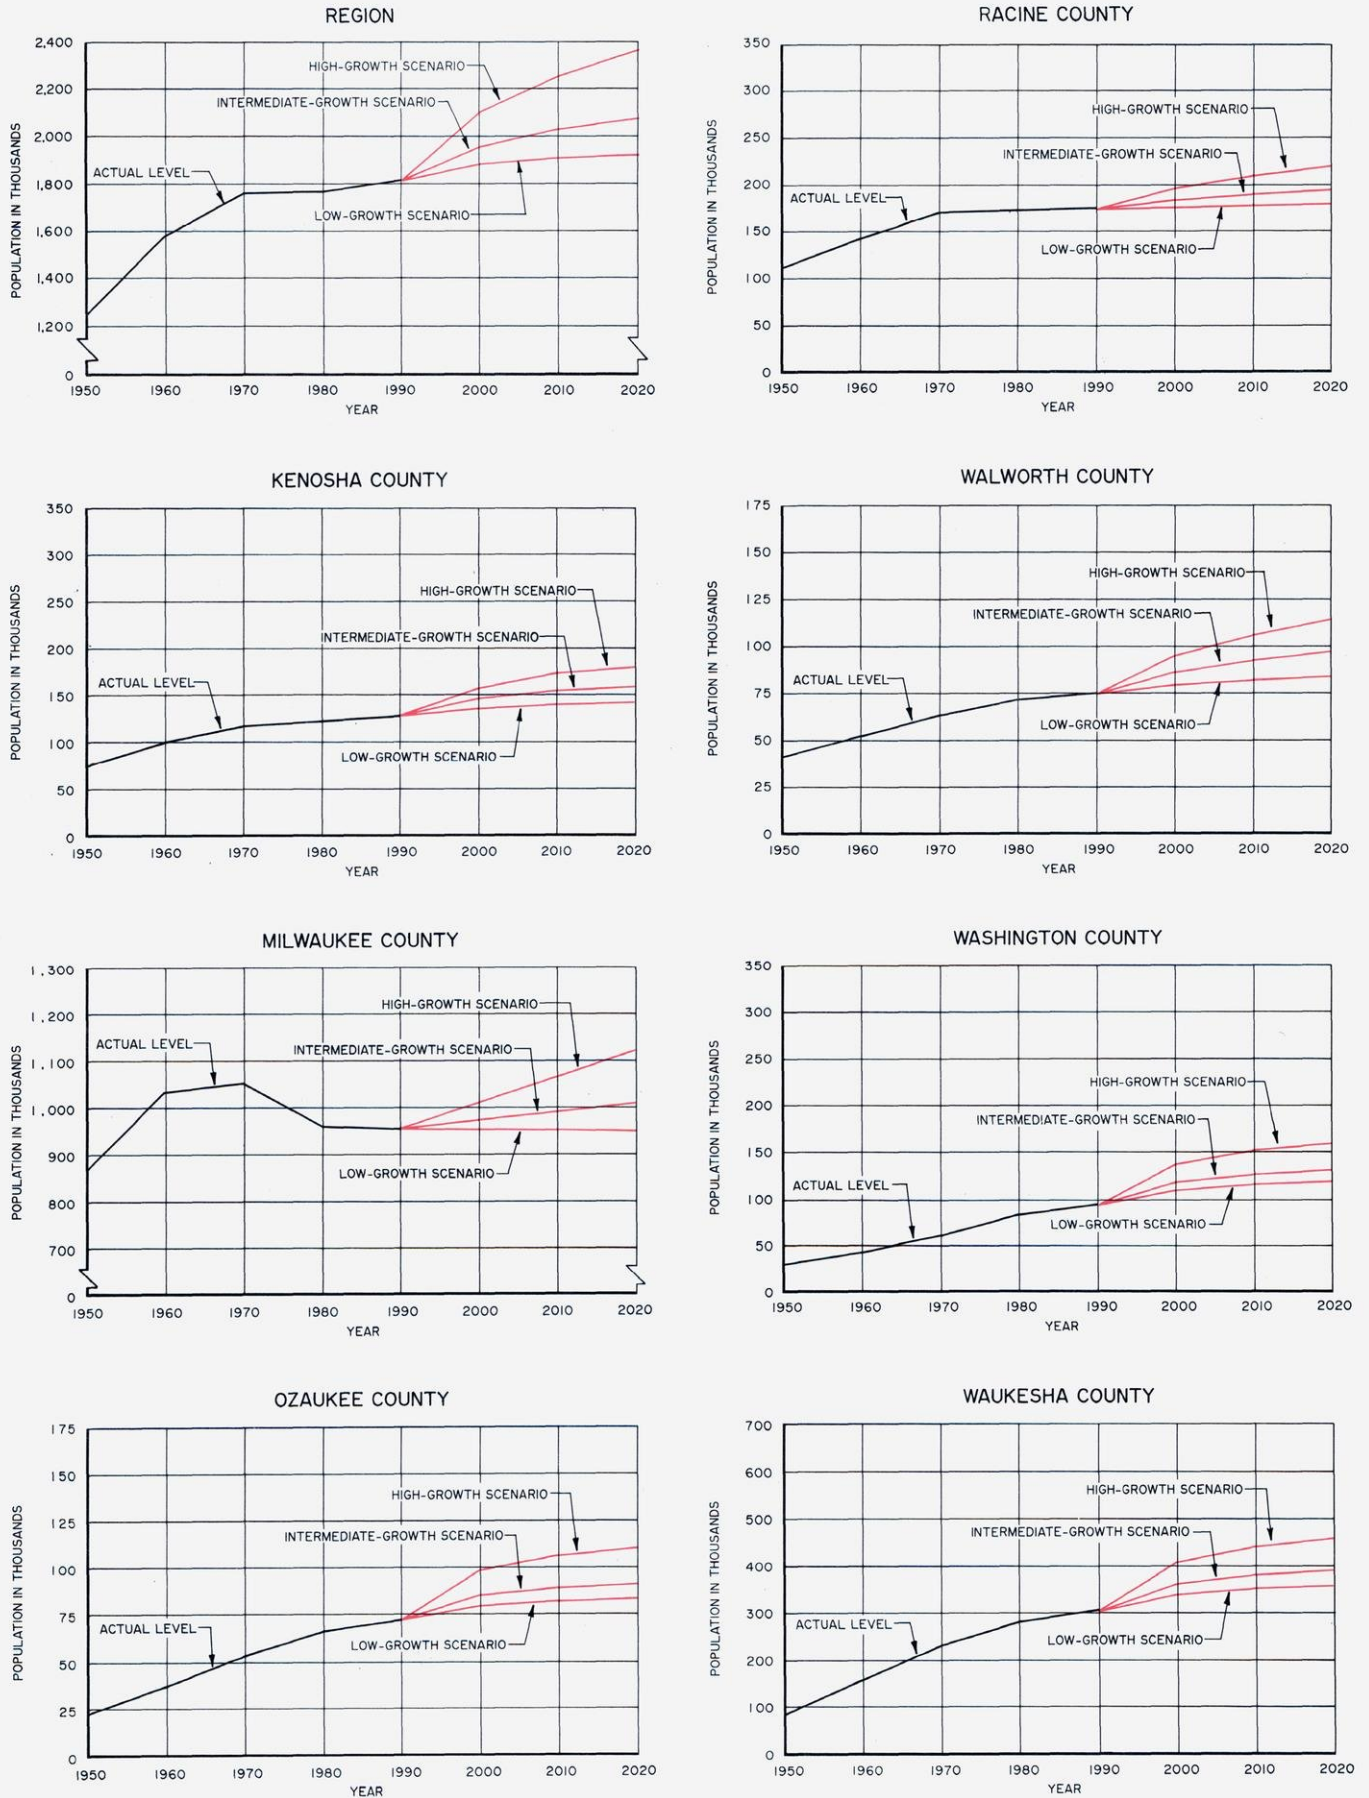 REGION
2,400
2,200
2,000
1,800
1,600
1,400
1,200
0
POPULATION IN THOUSANDS
HIGH-GROWTH SCENARIO
INTERMEDIATE-GROWTH SCENARIO
ACTUAL LEVEL
LOW-GROWTH SCENARIO
1950 1960 1970 1980 1990 2000 2010 2020
YEAR
RACINE COUNTY
350
300
250
200
150
100
50
0
POPULATION IN THOUSANDS
HIGH-GROWTH SCENARIO
INTERMEDIATE-GROWTH SCENARIO
ACTUAL LEVEL
LOW-GROWTH SCENARIO
1950 1960 1970 1980 1990 2000 2010 2020
YEAR
KENOSHA COUNTY
350
300
250
200
150
100
50
0
POPULATION IN THOUSANDS
HIGH-GROWTH SCENARIO
INTERMEDIATE-GROWTH SCENARIO
ACTUAL LEVEL
LOW-GROWTH SCENARIO
1950 1960 1970 1980 1990 2000 2010 2020
YEAR
WALWORTH COUNTY
175
150
125
100
75
50
25
0
POPULATION IN THOUSANDS
HIGH-GROWTH SCENARIO
INTERMEDIATE-GROWTH SCENARIO
ACTUAL LEVEL
LOW-GROWTH SCENARIO
1950 1960 1970 1980 1990 2000 2010 2020
YEAR
MILWAUKEE COUNTY
1,300
1,200
1,100
1,000
900
800
700
0
POPULATION IN THOUSANDS
HIGH-GROWTH SCENARIO
ACTUAL LEVEL
INTERMEDIATE-GROWTH SCENARIO
LOW-GROWTH SCENARIO
1950 1960 1970 1980 1990 2000 2010 2020
YEAR
WASHINGTON COUNTY
350
300
250
200
150
100
50
0
POPULATION IN THOUSANDS
HIGH-GROWTH SCENARIO
INTERMEDIATE-GROWTH SCENARIO
ACTUAL LEVEL
LOW-GROWTH SCENARIO
1950 1960 1970 1980 1990 2000 2010 2020
YEAR
OZAUKEE COUNTY
175
150
125
100
75
50
25
0
POPULATION IN THOUSANDS
HIGH-GROWTH SCENARIO
INTERMEDIATE-GROWTH SCENARIO
ACTUAL LEVEL
LOW-GROWTH SCENARIO
1950 1960 1970 1980 1990 2000 2010 2020
YEAR
WAUKESHA COUNTY
700
600
500
400
300
200
100
0
POPULATION IN THOUSANDS
HIGH-GROWTH SCENARIO
INTERMEDIATE-GROWTH SCENARIO
ACTUAL LEVEL
LOW-GROWTH SCENARIO
1950 1960 1970 1980 1990 2000 2010 2020
YEAR